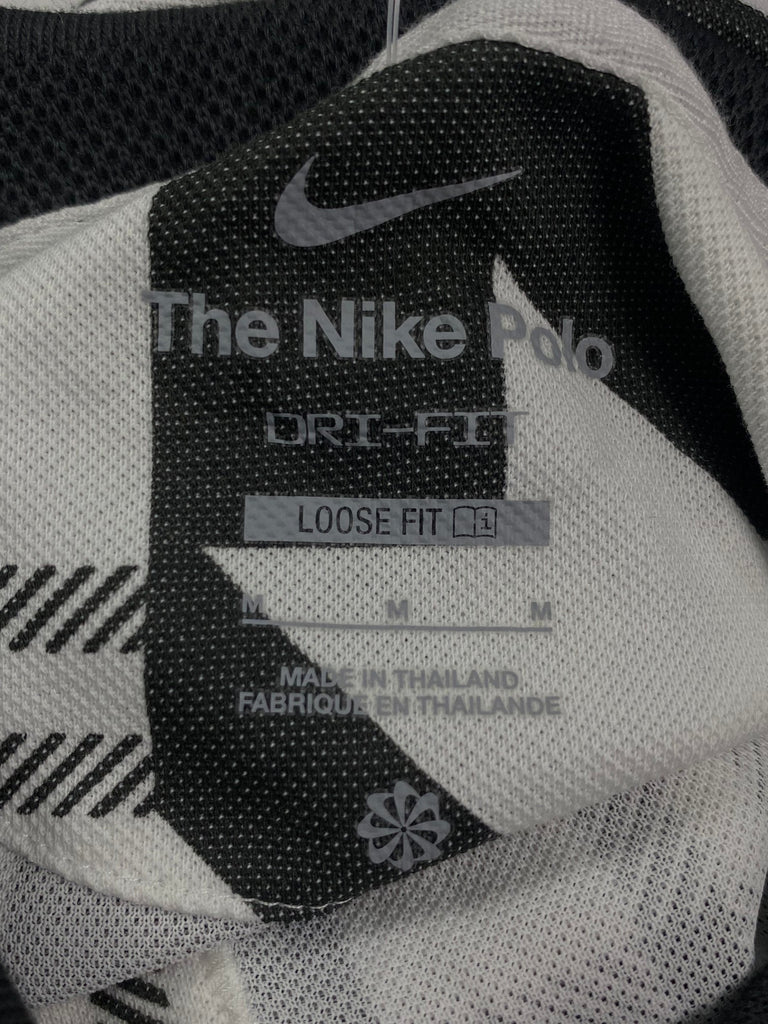 The Nike Polo
DRI-FIT
LOOSE FIT
M M M
MADE IN THAILAND
FABRIQUE EN THAILANDE